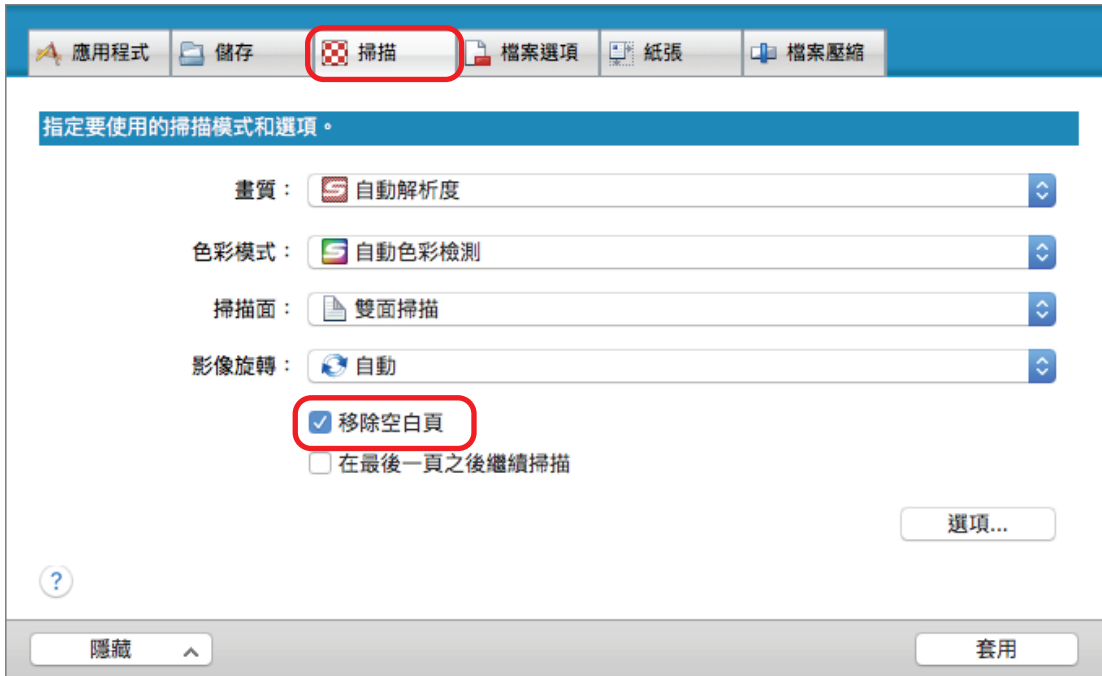 應用程式 儲存 掃描 檔案選項 紙張 檔案壓縮
指定要使用的掃描模式和選項。
畫質： 自動解析度
色彩模式： 自動色彩檢測
掃描面： 雙面掃描
影像旋轉： 自動
移除空白頁
在最後一頁之後繼續掃描
選項...
?
隱藏 套用